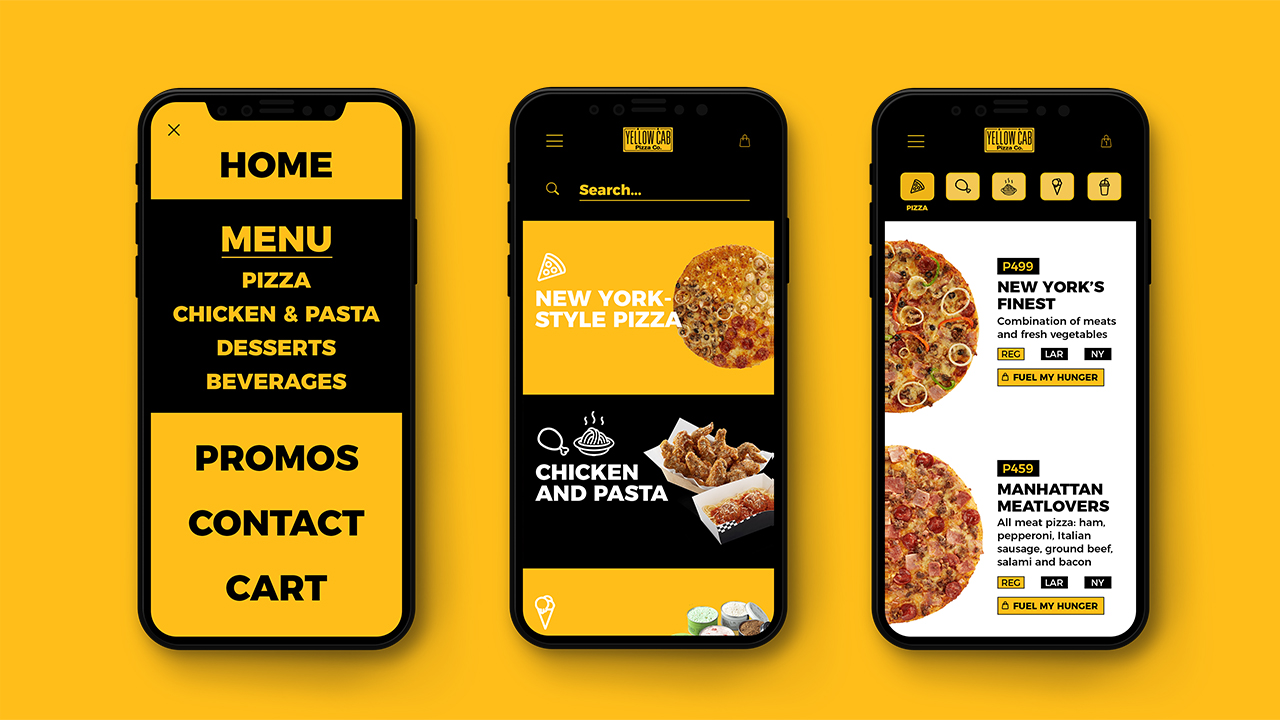 HOME
MENU
PIZZA
CHICKEN & PASTA
DESSERTS
BEVERAGES
PROMOS
CONTACT
CART
YELLOW CAB
Pizza Co.
Search...
NEW YORK-
STYLE PIZZA
CHICKEN
AND PASTA
YELLOW CAB
Pizza Co.
1
PIZZA
P499
NEW YORK'S
FINEST
Combination of meats
and fresh vegetables
REG LAR NY
FUEL MY HUNGER
P459
MANHATTAN
MEATLOVERS
All meat pizza: ham,
pepperoni, Italian
sausage, ground beef,
salami and bacon
REG LAR NY
FUEL MY HUNGER